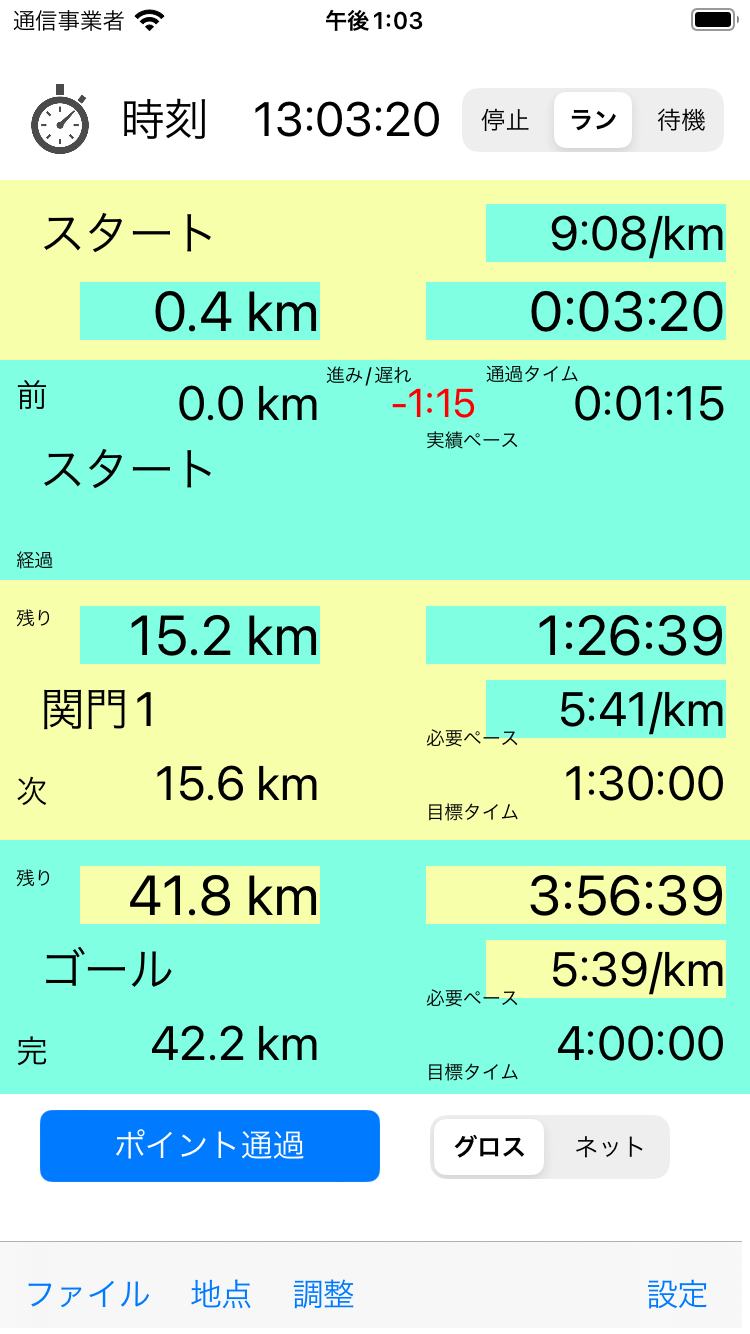 通信事業者 午後1:03
時刻 13:03:20 停止 ラン 待機
スタート 9:08/km
0.4 km 0:03:20
前 0.0 km 進み/遅れ -1:15 通過タイム 0:01:15
実績ペース
スタート
経過
残り 15.2 km 1:26:39
関門1 必要ペース 5:41/km
次 15.6 km 目標タイム 1:30:00
残り 41.8 km 3:56:39
ゴール 必要ペース 5:39/km
完 42.2 km 目標タイム 4:00:00
ポイント通過 グロス ネット
ファイル 地点 調整 設定